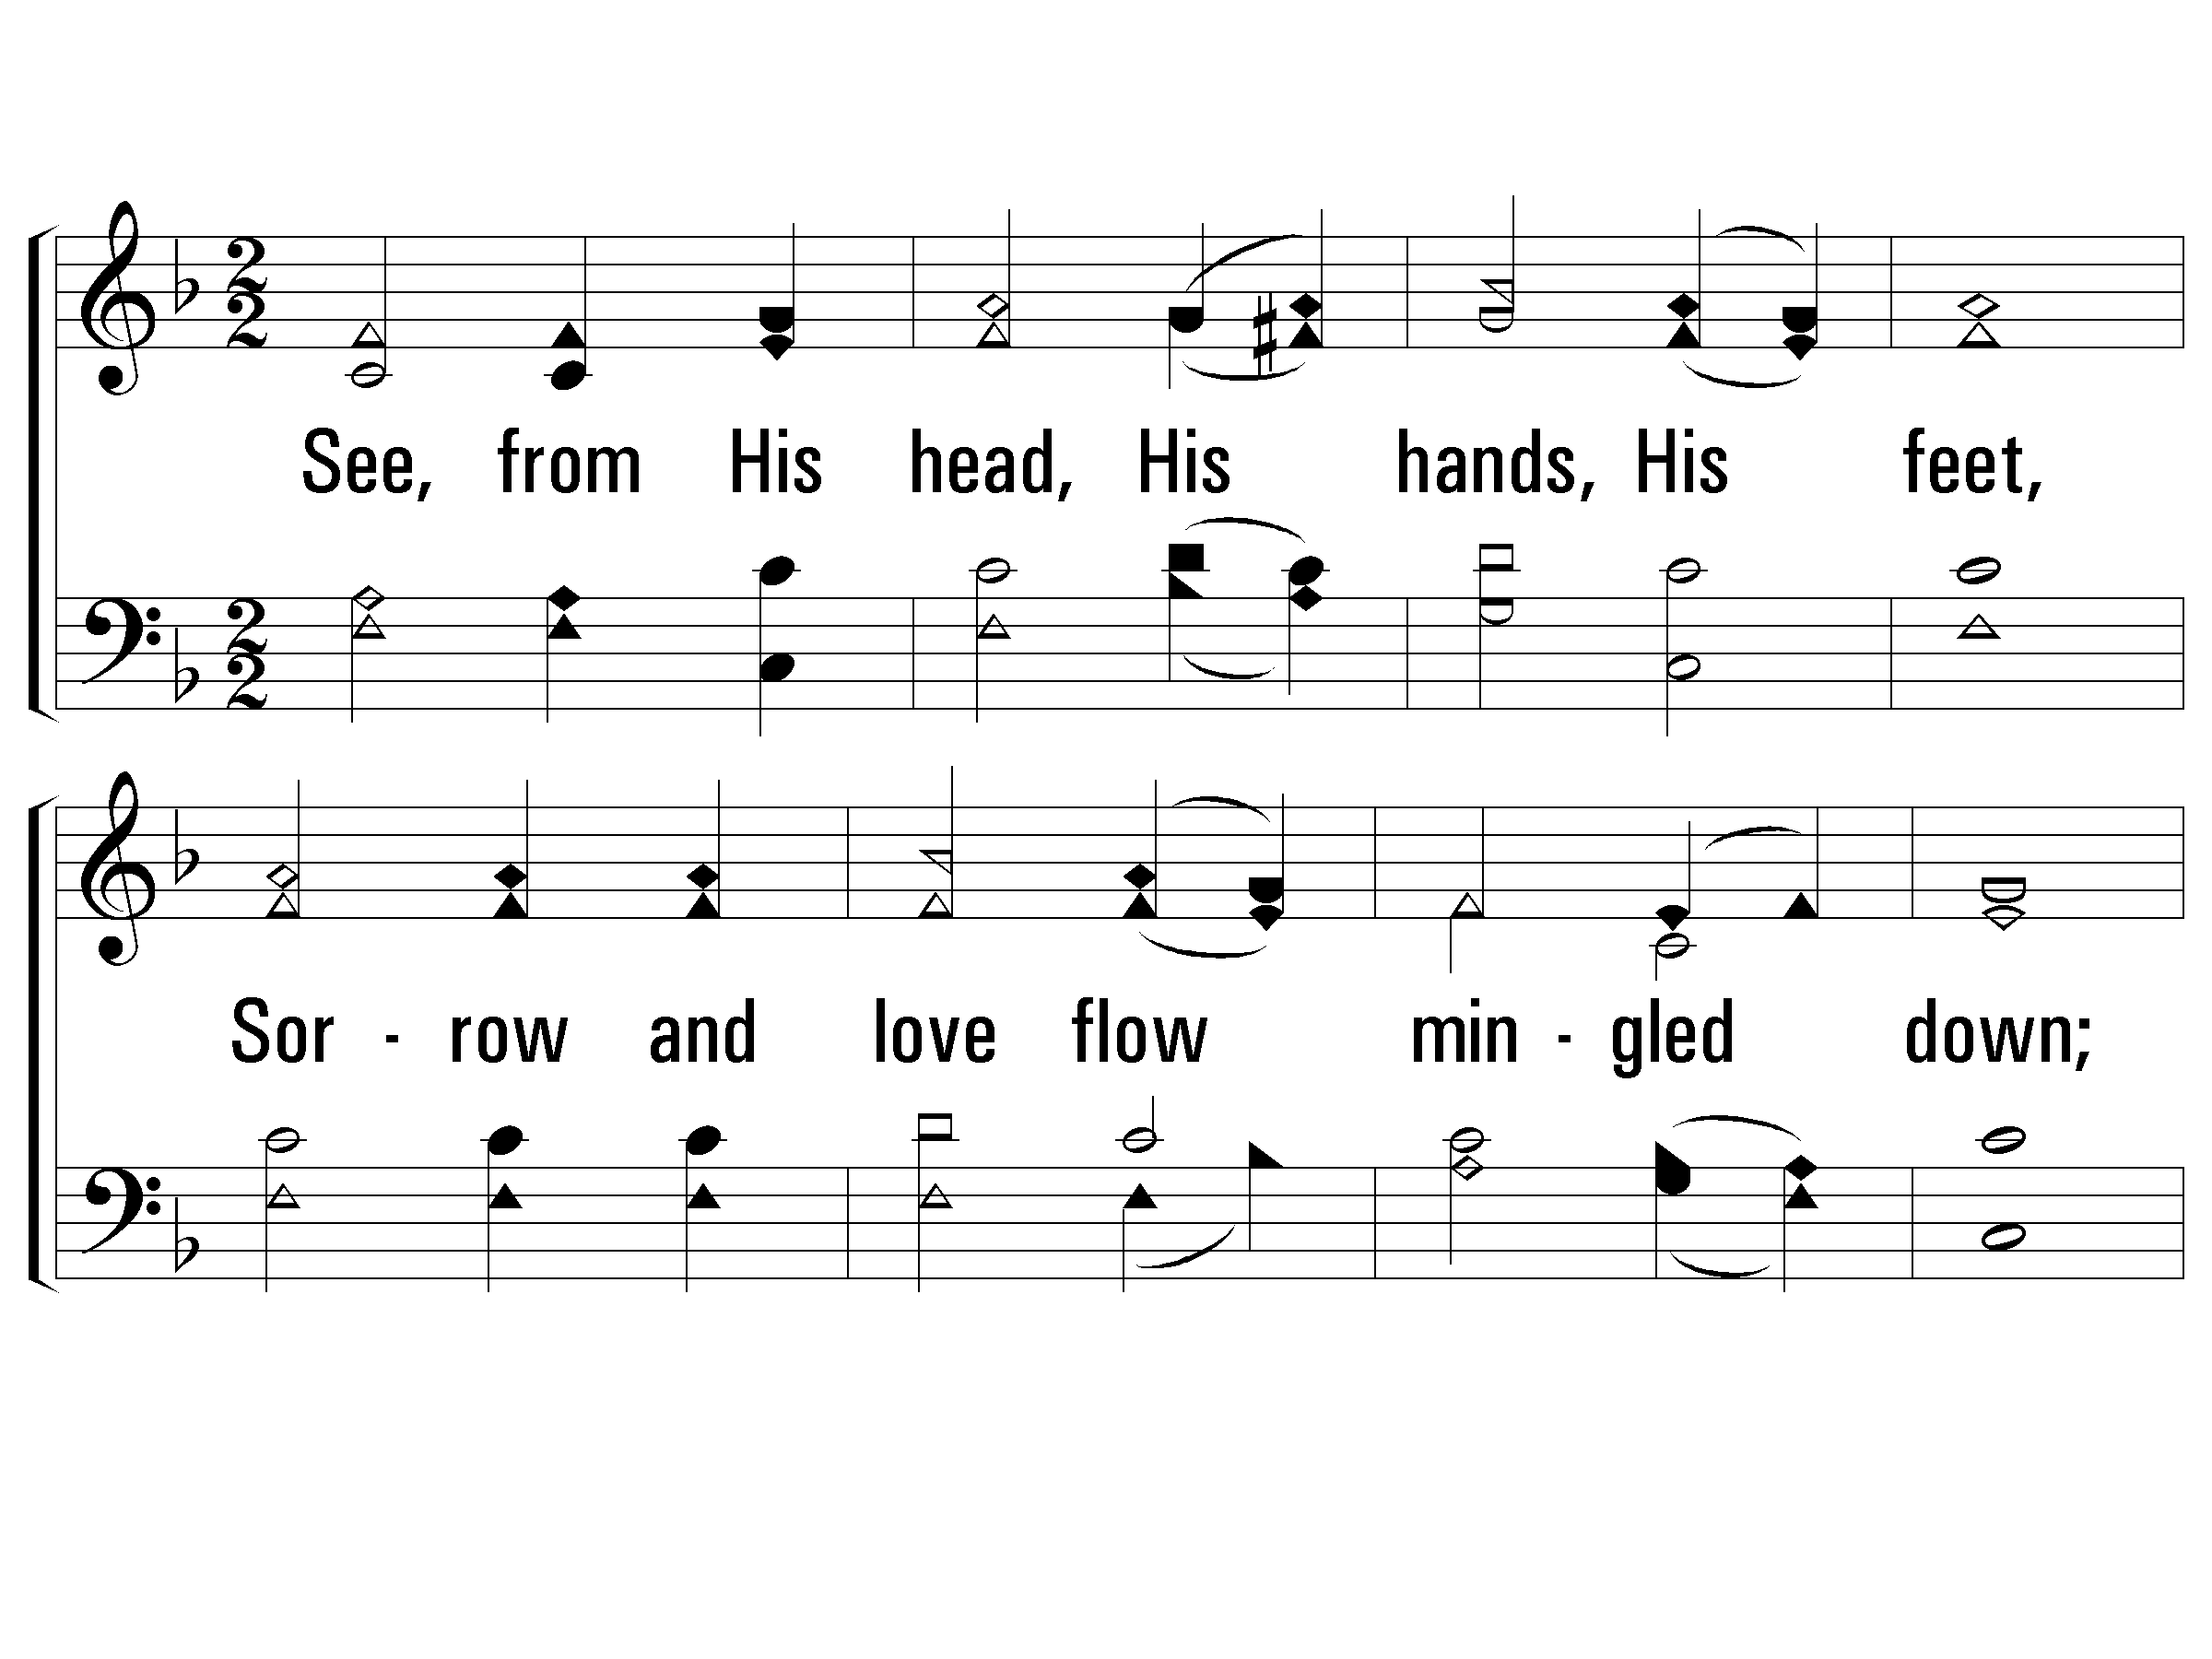 See, from His head, His hands, His feet,
Sor - row and love flow min - gled down;